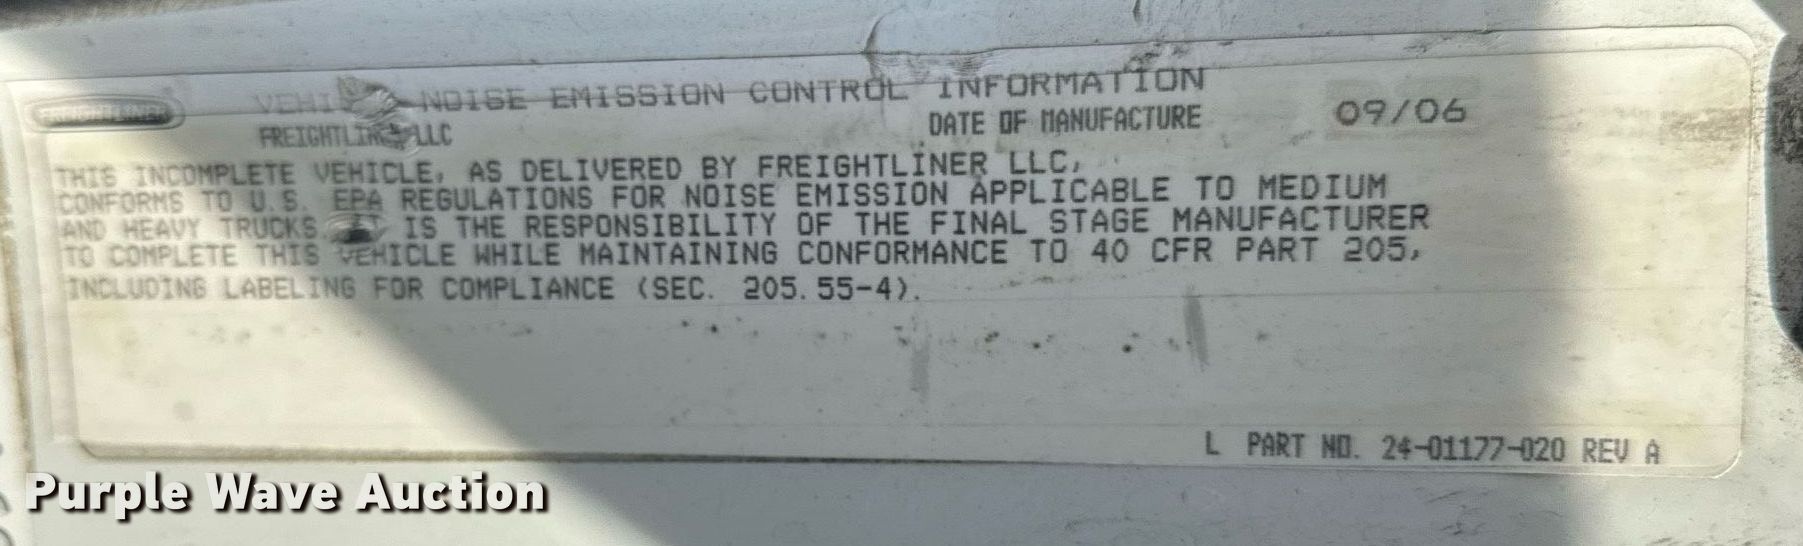 VEHI NOISE EMISSION CONTROL INFORMATION
FREIGHTLINER LLC DATE OF MANUFACTURE 09/06
THIS INCOMPLETE VEHICLE, AS DELIVERED BY FREIGHTLINER LLC,
CONFORMS TO U.S. EPA REGULATIONS FOR NOISE EMISSION APPLICABLE TO MEDIUM
AND HEAVY TRUCKS IT IS THE RESPONSIBILITY OF THE FINAL STAGE MANUFACTURER
TO COMPLETE THIS VEHICLE WHILE MAINTAINING CONFORMANCE TO 40 CFR PART 205,
INCLUDING LABELING FOR COMPLIANCE (SEC. 205.55-4).
L PART NO. 24-01177-020 REV A
Purple Wave Auction